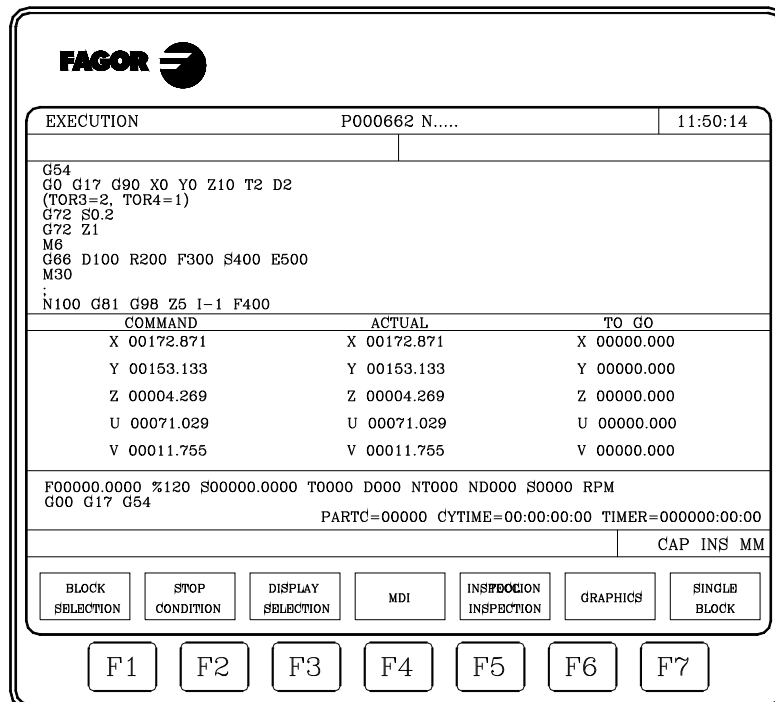 FAGOR
EXECUTION P000662 N..... 11:50:14
G54
G0 G17 G90 X0 Y0 Z10 T2 D2
(TOR3=2, TOR4=1)
G72 S0.2
G72 Z1
M6
G66 D100 R200 F300 S400 E500
M30
;
N100 G81 G98 Z5 I-1 F400
COMMAND ACTUAL TO GO
X 00172.871 X 00172.871 X 00000.000
Y 00153.133 Y 00153.133 Y 00000.000
Z 00004.269 Z 00004.269 Z 00000.000
U 00071.029 U 00071.029 U 00000.000
V 00011.755 V 00011.755 V 00000.000
F00000.0000 %120 S00000.0000 T0000 D000 NT000 ND000 S0000 RPM
G00 G17 G54
PARTC=00000 CYTIME=00:00:00:00 TIMER=000000:00:00
CAP INS MM
BLOCK STOP DISPLAY MDI GRAPHICS SINGLE
SELECTION CONDITION SELECTION INSPECTION BLOCK
F1 F2 F3 F4 F5 F6 F7